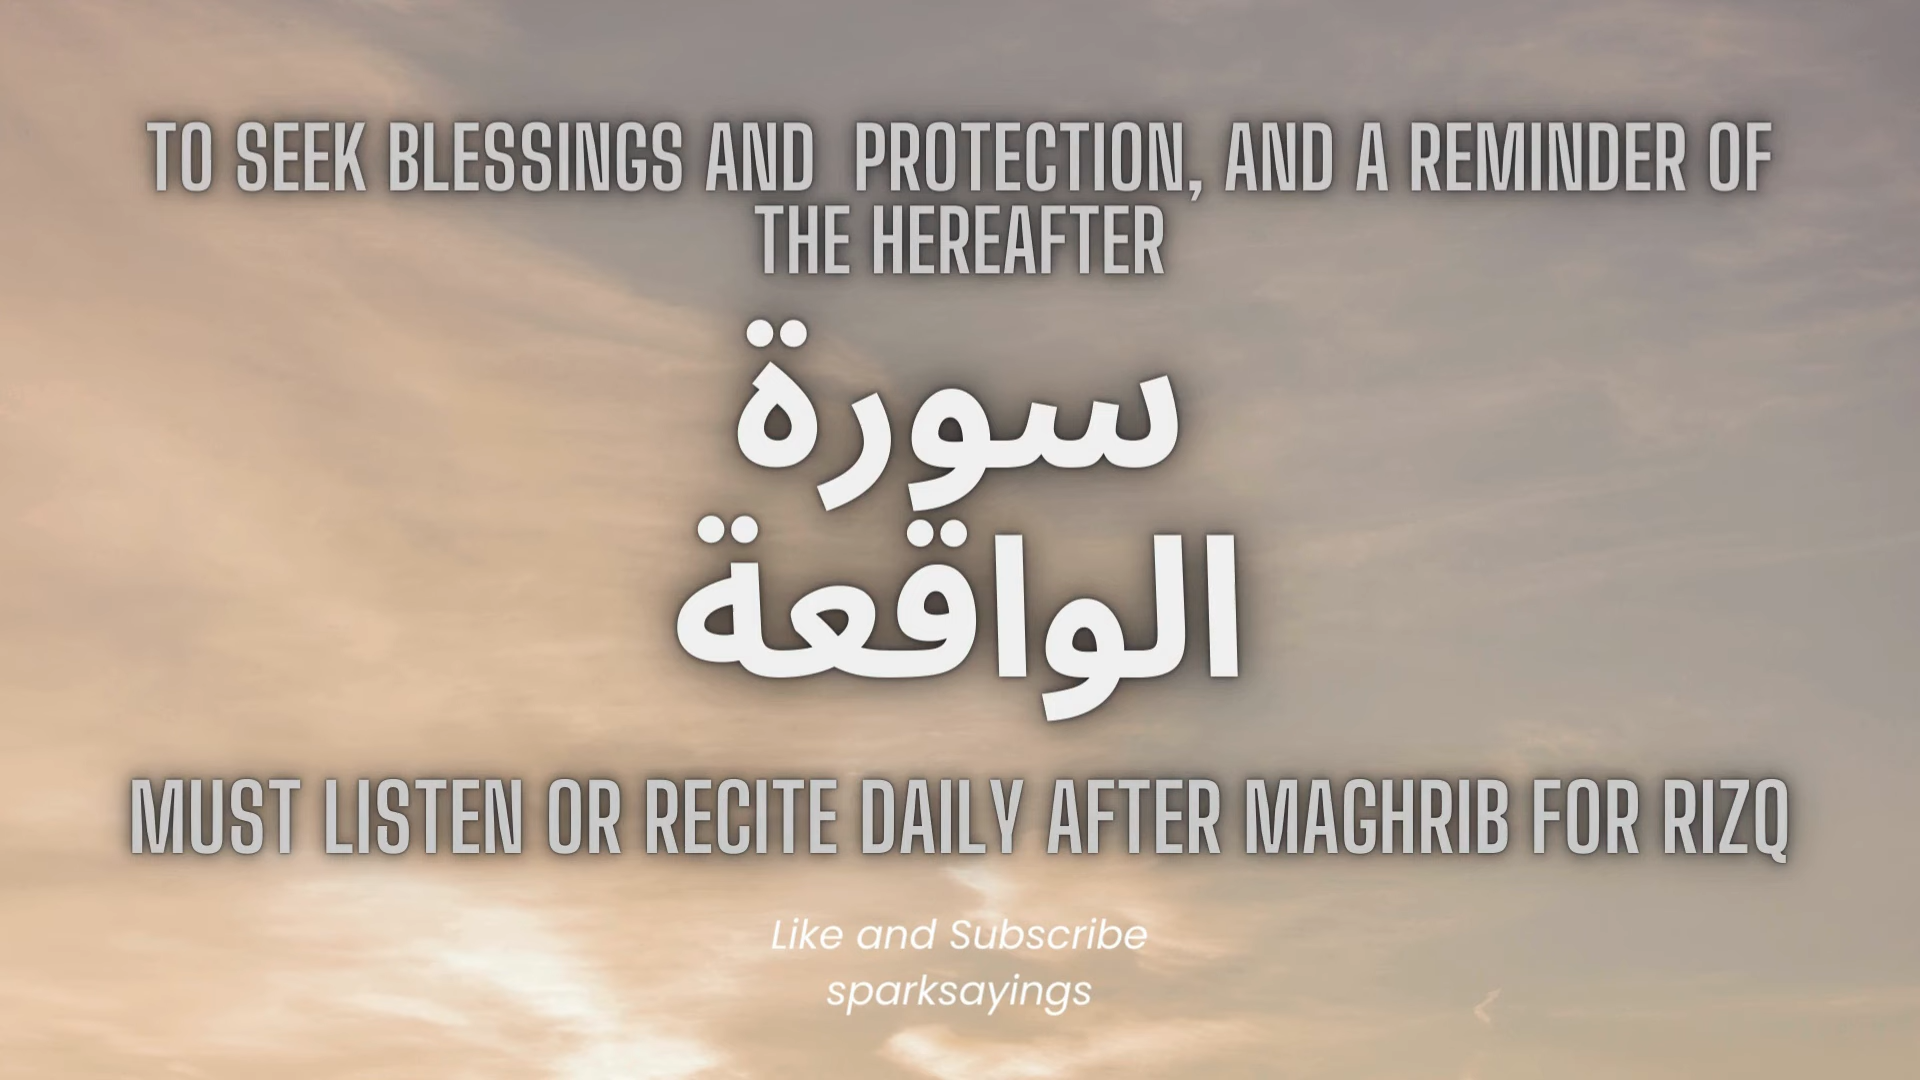 TO SEEK BLESSINGS AND  PROTECTION, AND A REMINDER OF
THE HEREAFTER
سورة
الواقعة
MUST LISTEN OR RECITE DAILY AFTER MAGHRIB FOR RIZQ
Like and Subscribe
sparksayings